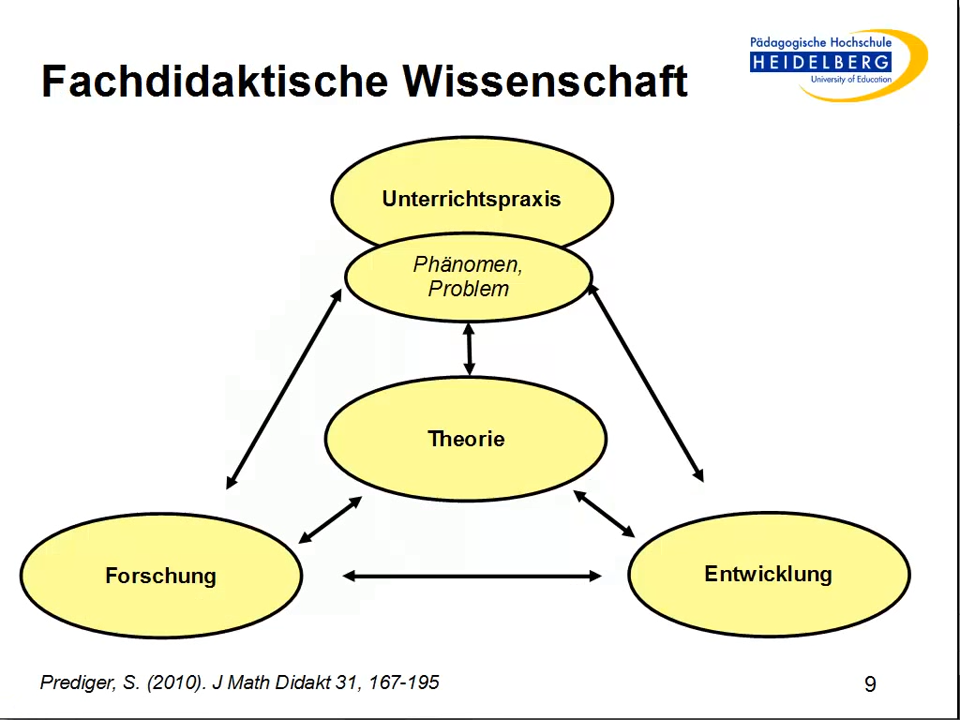 Pädagogische Hochschule
HEIDELBERG
University of Education
Fachdidaktische Wissenschaft
Unterrichtspraxis
Phänomen,
Problem
Theorie
Forschung
Entwicklung
Prediger, S. (2010). J Math Didakt 31, 167-195
9